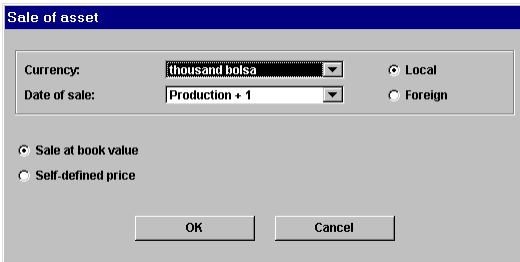 Sale of asset
Currency: thousand bolsa Local
Date of sale: Production + 1 Foreign
Sale at book value
Self-defined price
OK Cancel